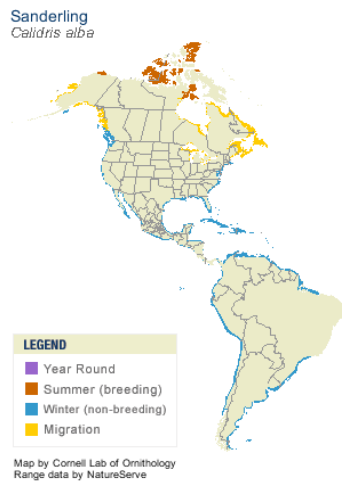 Sanderling
Calidris alba
LEGEND
Year Round
Summer (breeding)
Winter (non-breeding)
Migration
Map by Cornell Lab of Ornithology
Range data by NatureServe